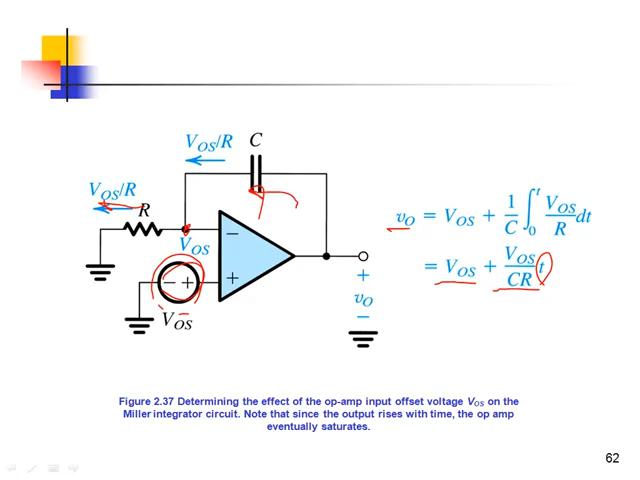 V_OS/R
C
V_OS/R
R
v_O = V_OS + 1/C ∫_0^t V_OS/R dt
= V_OS + V_OS/CR t
V_OS
−
+
− +
V_OS
+
v_O
−
Figure 2.37 Determining the effect of the op-amp input offset voltage V_OS on the
Miller integrator circuit. Note that since the output rises with time, the op amp
eventually saturates.
62